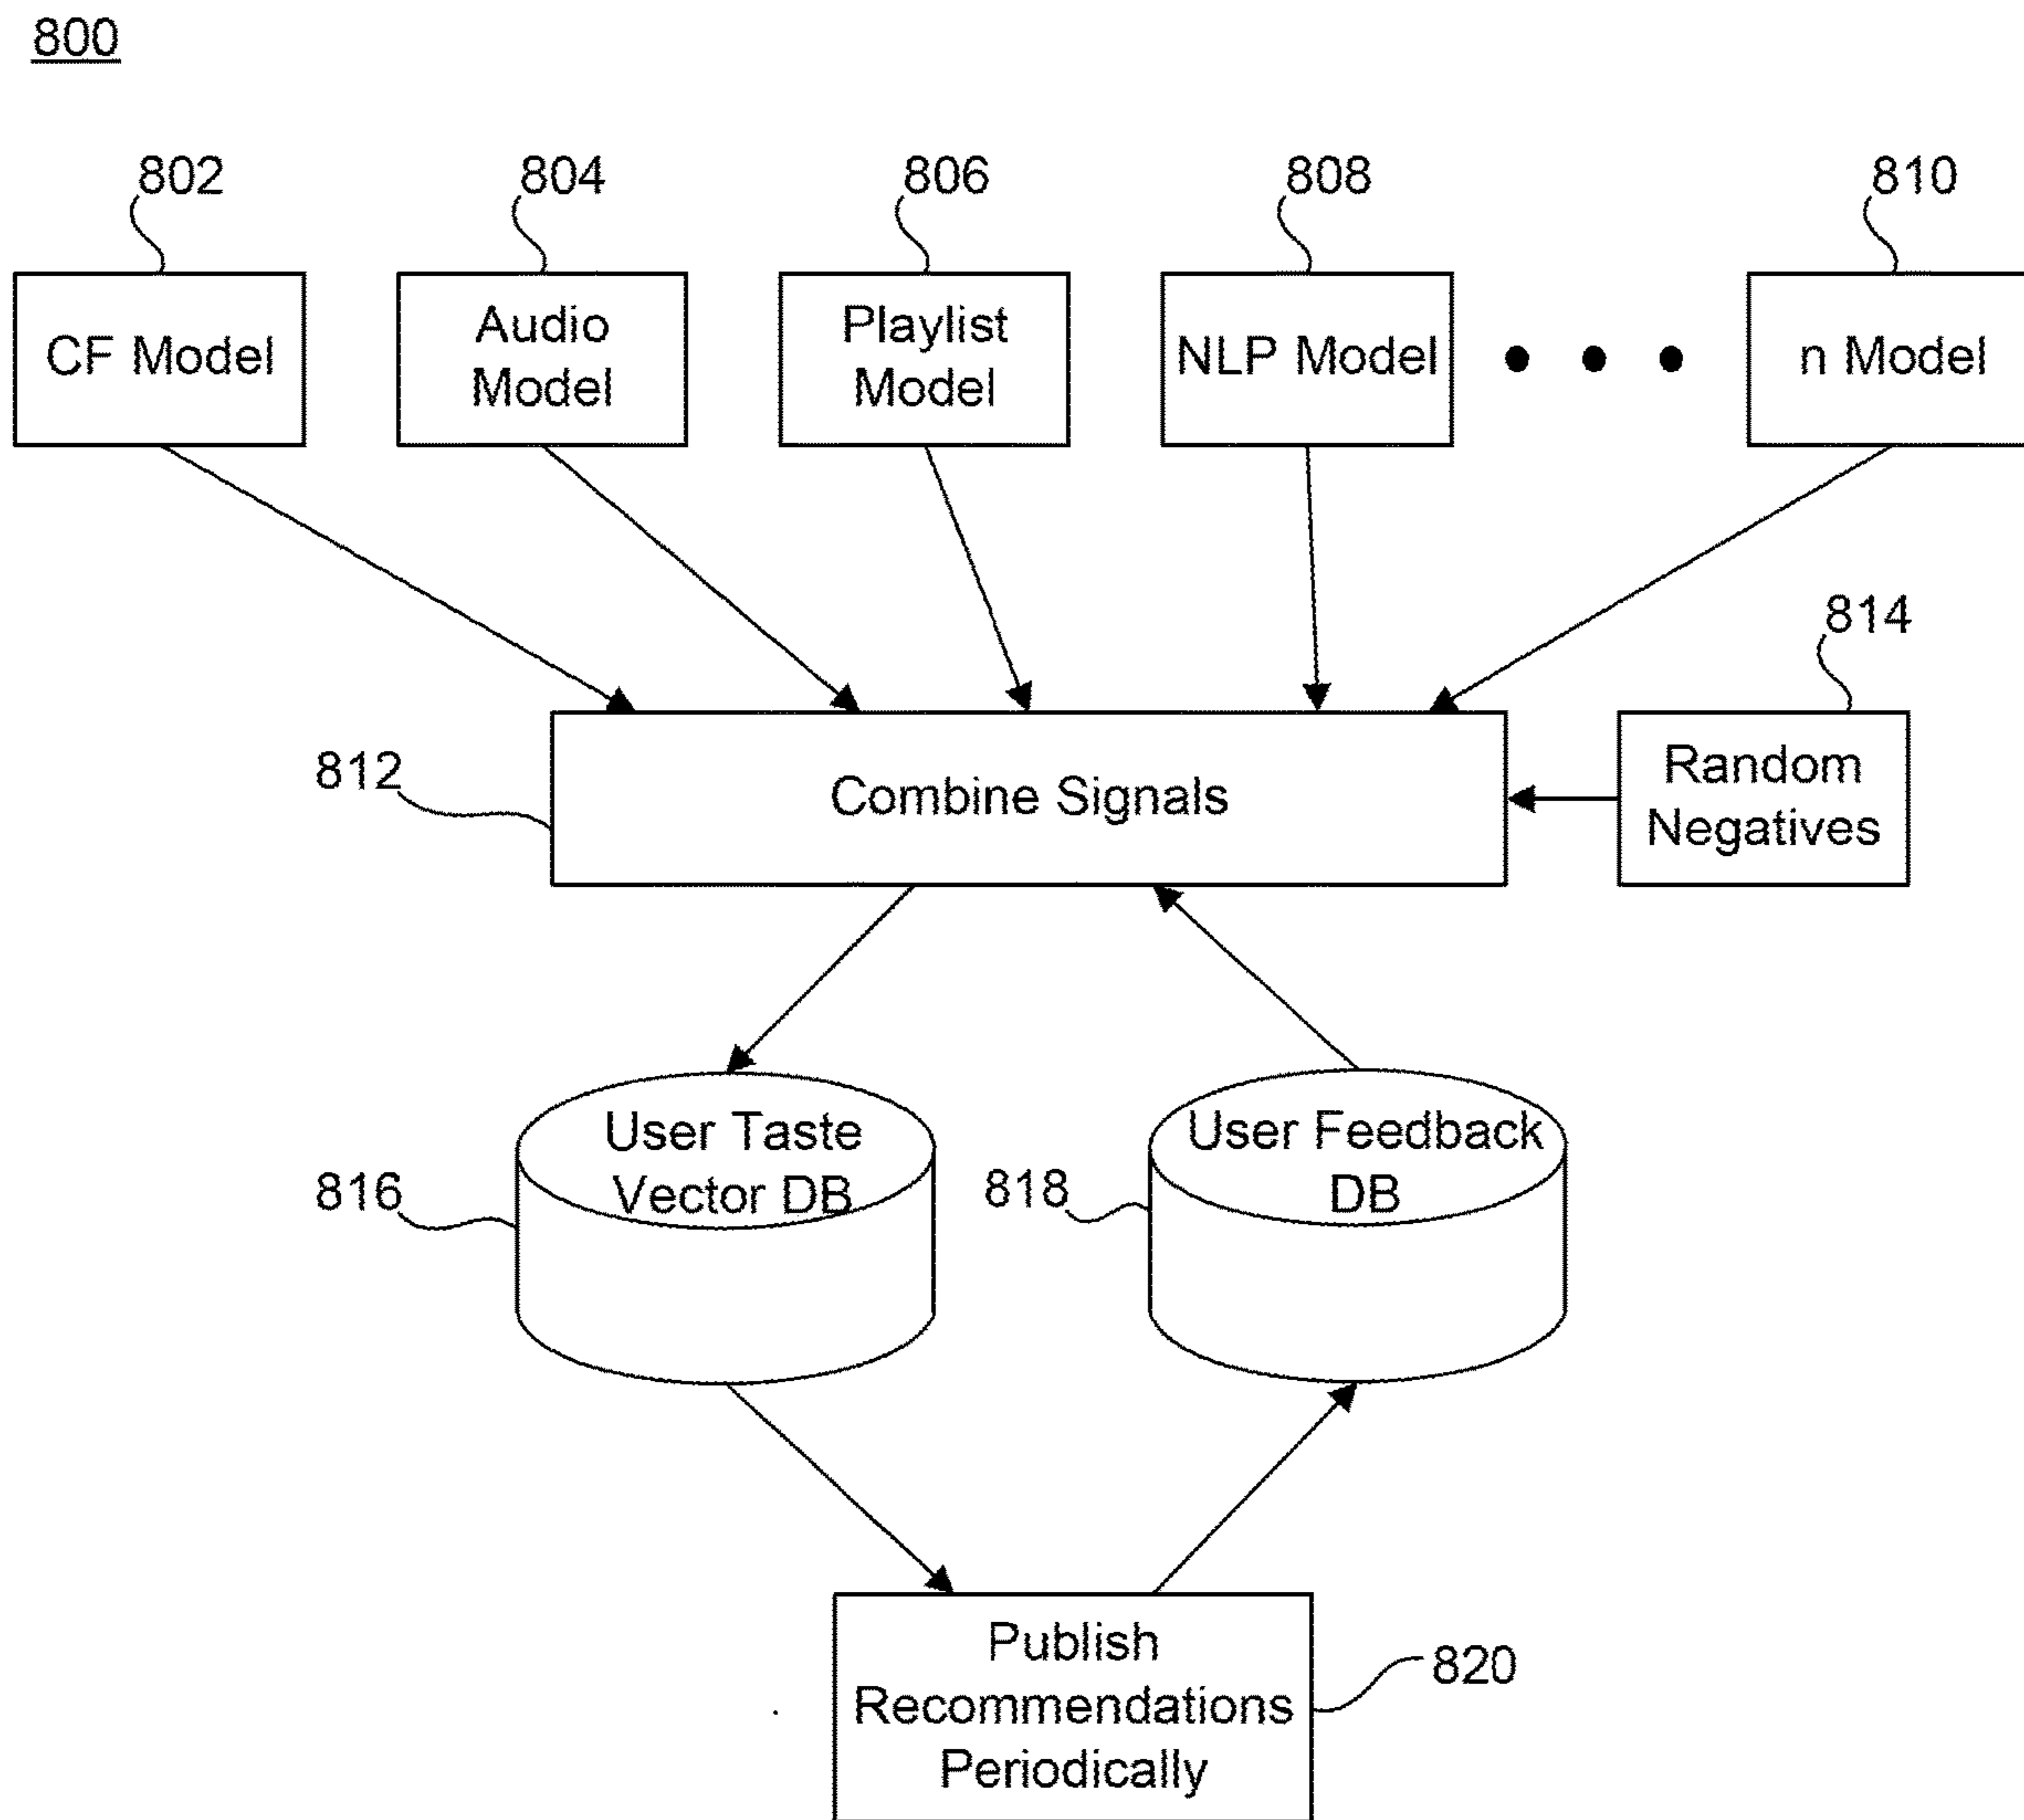 800
802
804
806
808
810
CF Model
Audio
Model
Playlist
Model
NLP Model
n Model
814
812
Combine Signals
Random
Negatives
User Taste
Vector DB
816
User Feedback
DB
818
Publish
Recommendations
Periodically
820